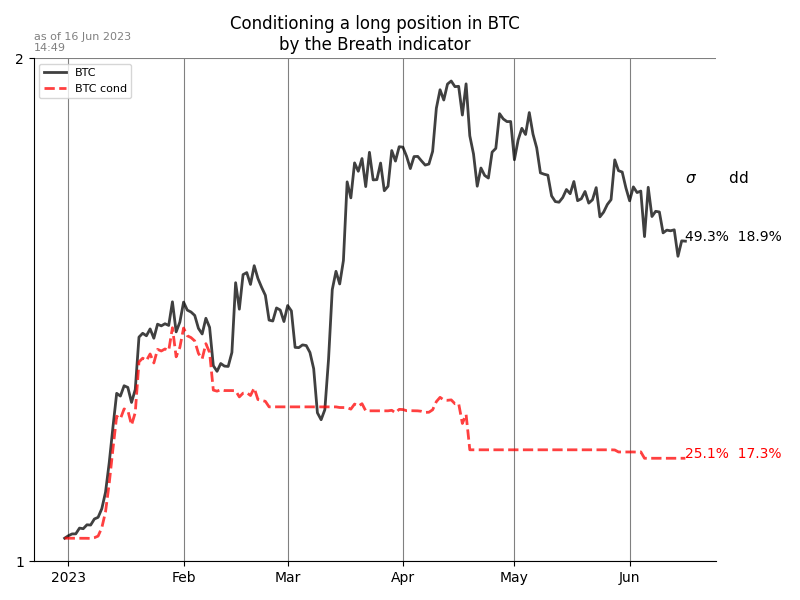 Conditioning a long position in BTC
by the Breath indicator
as of 16 Jun 2023
14:49
2
BTC
BTC cond
σ dd
49.3% 18.9%
25.1% 17.3%
1
2023 Feb Mar Apr May Jun